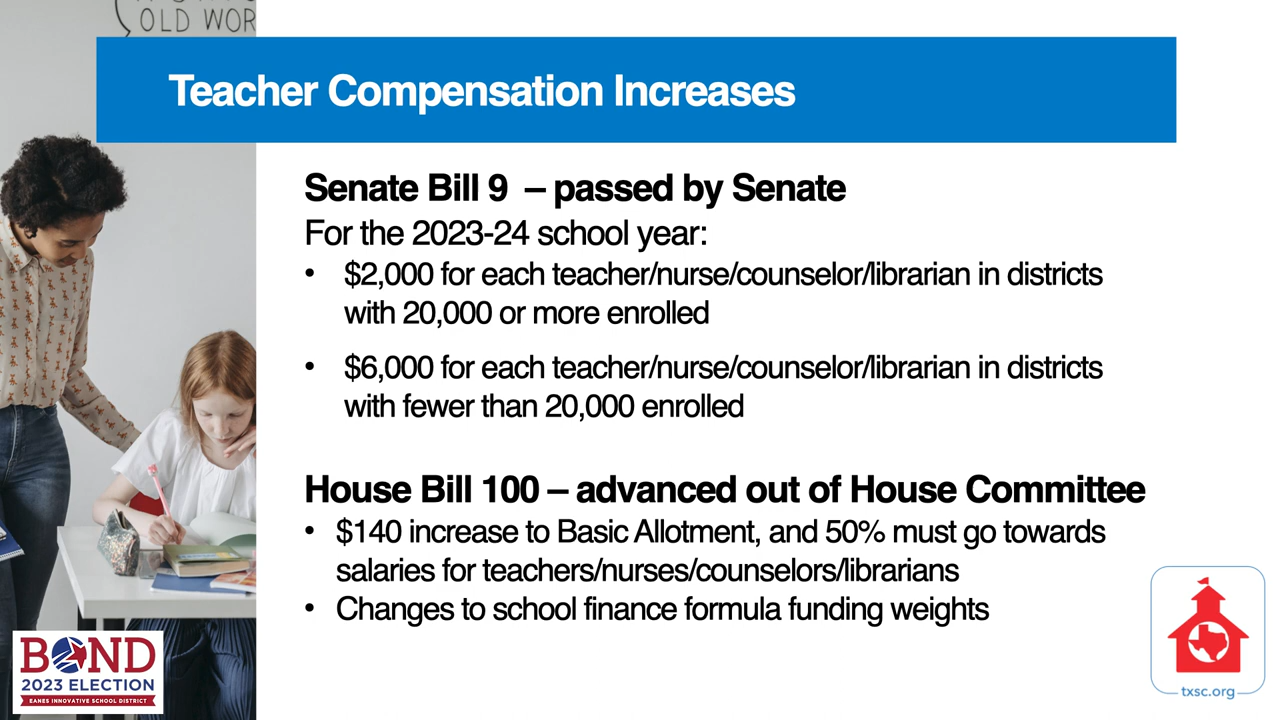 OLD WOR
Teacher Compensation Increases
Senate Bill 9 – passed by Senate
For the 2023-24 school year:
• $2,000 for each teacher/nurse/counselor/librarian in districts
with 20,000 or more enrolled
• $6,000 for each teacher/nurse/counselor/librarian in districts
with fewer than 20,000 enrolled
House Bill 100 – advanced out of House Committee
• $140 increase to Basic Allotment, and 50% must go towards
salaries for teachers/nurses/counselors/librarians
• Changes to school finance formula funding weights
BOND
2023 ELECTION
EANES INNOVATIVE SCHOOL DISTRICT
txsc.org